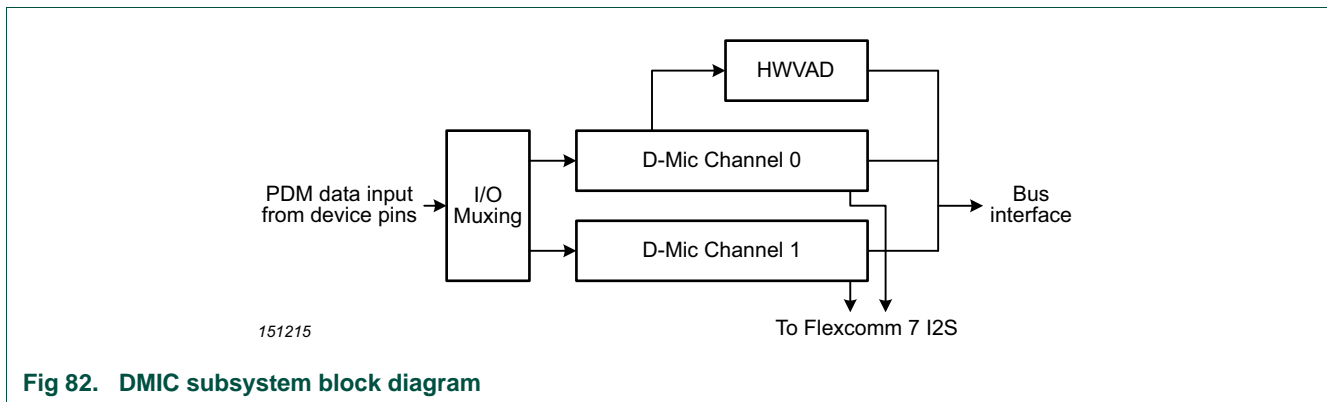 HWVAD
D-Mic Channel 0
PDM data input
from device pins
I/O
Muxing
Bus
interface
D-Mic Channel 1
151215
To Flexcomm 7 I2S
Fig 82. DMIC subsystem block diagram